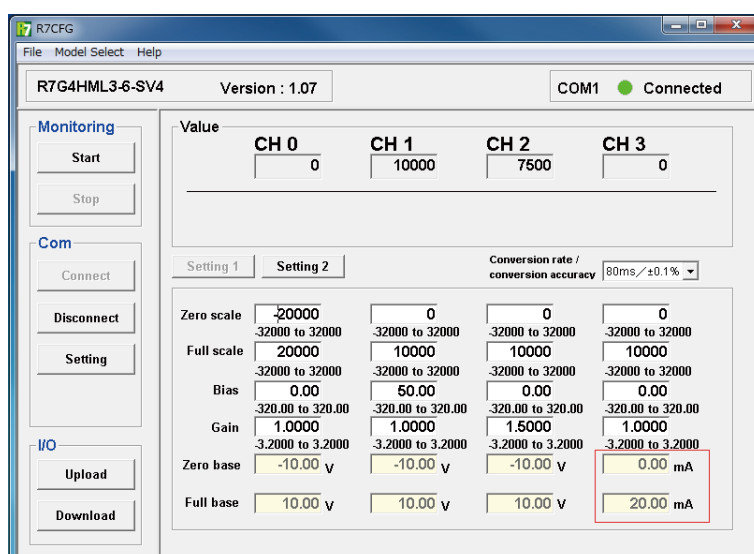 R7CFG
File Model Select Help
R7G4HML3-6-SV4 Version : 1.07 COM1 Connected
Monitoring
Start
Stop
Com
Connect
Disconnect
Setting
I/O
Upload
Download
Value
CH 0 CH 1 CH 2 CH 3
0 10000 7500 0
Setting 1 Setting 2 Conversion rate /
conversion accuracy 80ms／±0.1%
Zero scale -20000 0 0 0
-32000 to 32000 -32000 to 32000 -32000 to 32000 -32000 to 32000
Full scale 20000 10000 10000 10000
-32000 to 32000 -32000 to 32000 -32000 to 32000 -32000 to 32000
Bias 0.00 50.00 0.00 0.00
-320.00 to 320.00 -320.00 to 320.00 -320.00 to 320.00 -320.00 to 320.00
Gain 1.0000 1.0000 1.5000 1.0000
-3.2000 to 3.2000 -3.2000 to 3.2000 -3.2000 to 3.2000 -3.2000 to 3.2000
Zero base -10.00 V -10.00 V -10.00 V 0.00 mA
Full base 10.00 V 10.00 V 10.00 V 20.00 mA